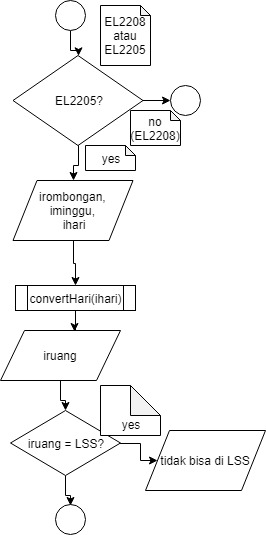 EL2208
atau
EL2205
EL2205?
no
(EL2208)
yes
irombongan,
iminggu,
ihari
convertHari(ihari)
iruang
yes
iruang = LSS?
tidak bisa di LSS